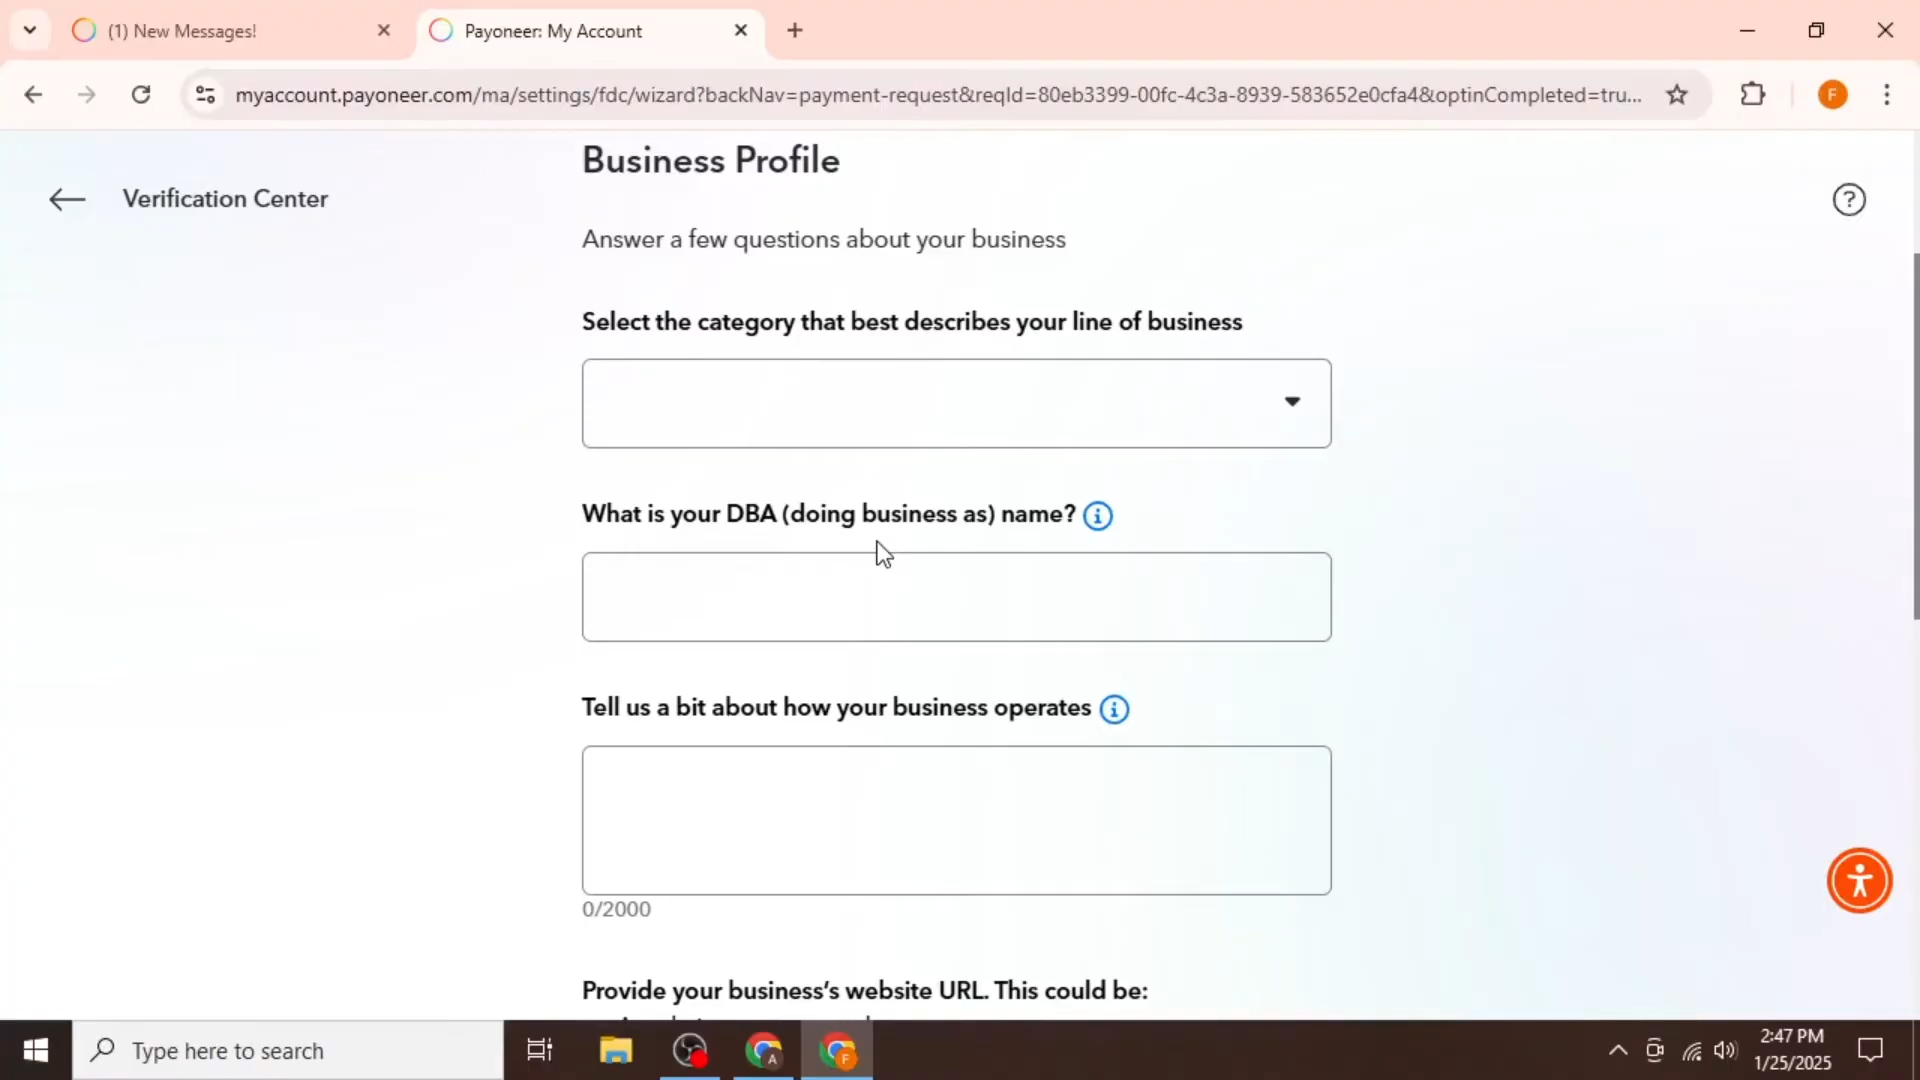 (1) New Messages!
Payoneer: My Account
myaccount.payoneer.com/ma/settings/fdc/wizard?backNav=payment-request&reqId=80eb3399-00fc-4c3a-8939-583652e0cfa4&optinCompleted=tru...
F
Business Profile
Verification Center
?
Answer a few questions about your business
Select the category that best describes your line of business
What is your DBA (doing business as) name? i
Tell us a bit about how your business operates i
0/2000
Provide your business's website URL. This could be:
Type here to search
A
F
2:47 PM
1/25/2025